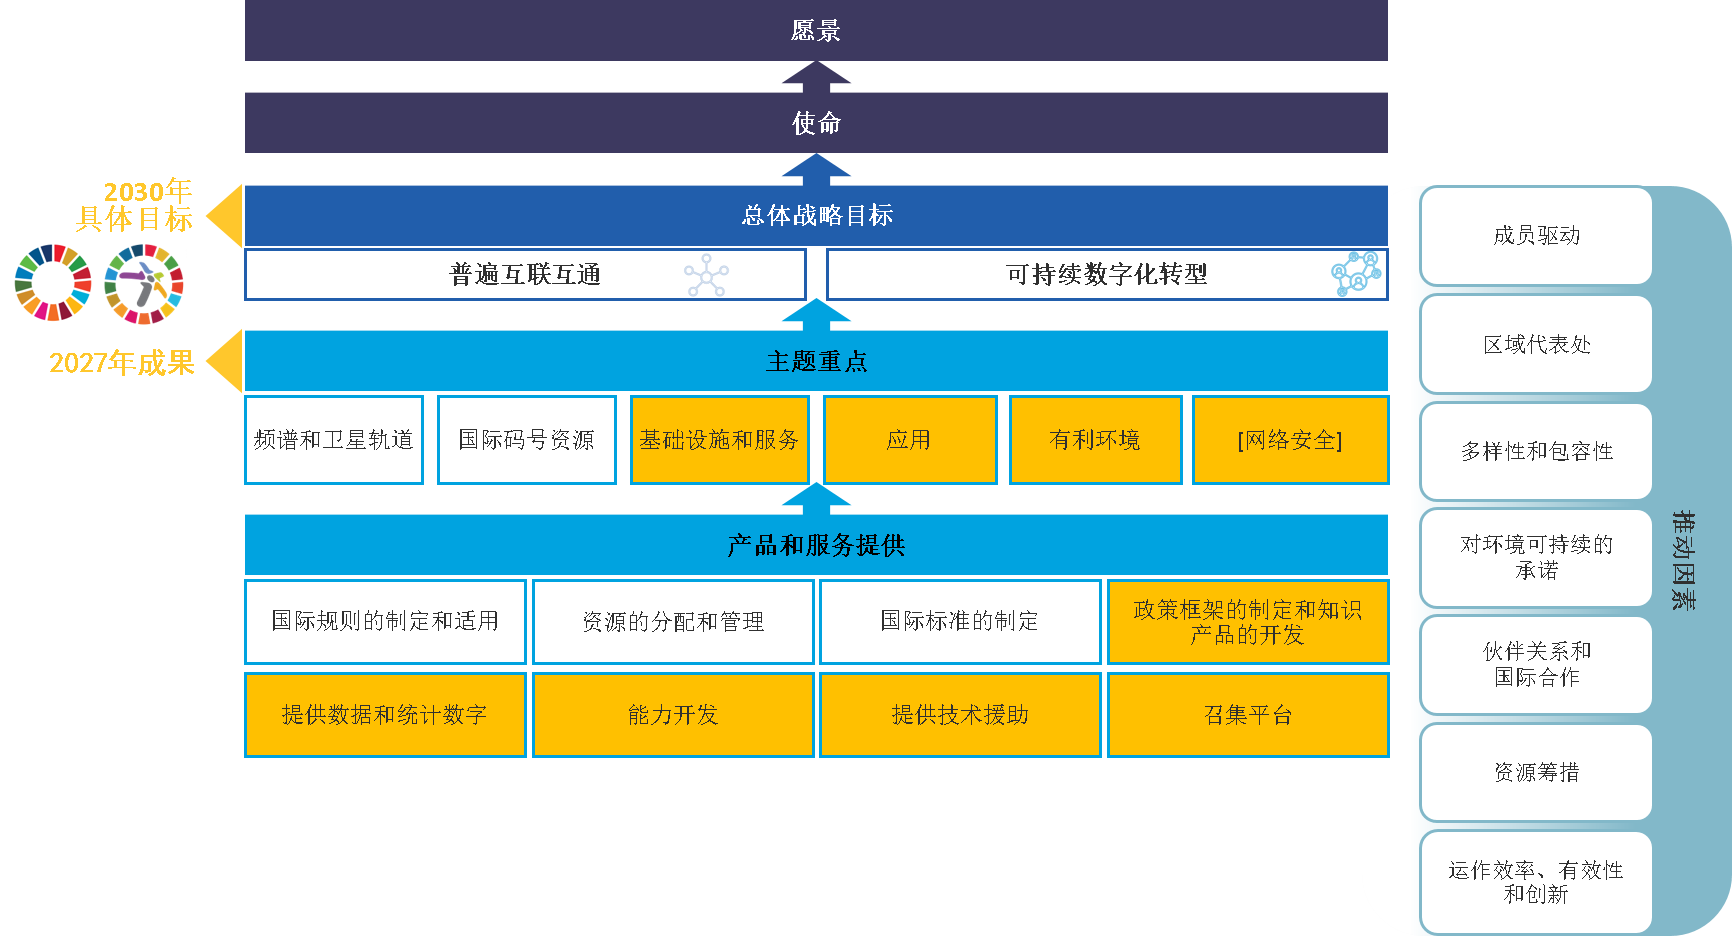 愿景
使命
2030年
具体目标
总体战略目标
普遍互联互通
可持续数字化转型
2027年成果
主题重点
频谱和卫星轨道
国际码号资源
基础设施和服务
应用
有利环境
[网络安全]
产品和服务提供
国际规则的制定和适用
资源的分配和管理
国际标准的制定
政策框架的制定和知识
产品的开发
提供数据和统计数字
能力开发
提供技术援助
召集平台
成员驱动
区域代表处
多样性和包容性
对环境可持续的
承诺
伙伴关系和
国际合作
资源筹措
运作效率、有效性
和创新
推动因素